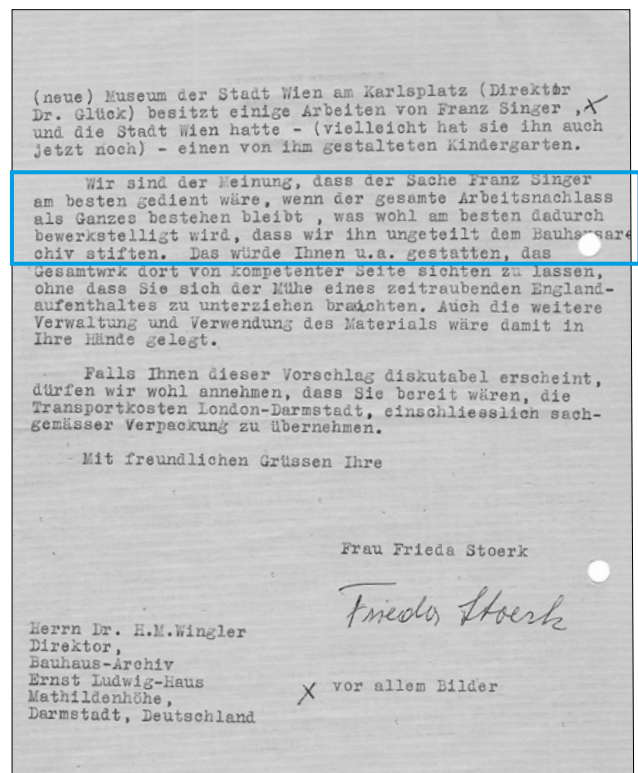 (neue) Museum der Stadt Wien am Karlsplatz (Direktor
Dr. Glück) besitzt einige Arbeiten von Franz Singer ,X
und die Stadt Wien hatte - (vielleicht hat sie ihn auch
jetzt noch) - einen von ihm gestalteten Kindergarten.
Wir sind der Meinung, dass der Sache Franz Singer
am besten gedient wäre, wenn der gesamte Arbeitsnachlass
als Ganzes bestehen bleibt , was wohl am besten dadurch
bewerkstelligt wird, dass wir ihn ungeteilt dem Bauhausar
chiv stiften. Das würde Ihnen u.a. gestatten, das
Gesamtwrk dort von kompetenter Seite sichten zu lassen,
ohne dass Sie sich der Mühe eines zeitraubenden England-
aufenthaltes zu unterziehen brauchten. Auch die weitere
Verwaltung und Verwendung des Materials wäre damit in
Ihre Hände gelegt.
Falls Ihnen dieser Vorschlag diskutabel erscheint,
dürfen wir wohl annehmen, dass Sie bereit wären, die
Transportkosten London-Darmstadt, einschliesslich sach-
gemässer Verpackung zu übernehmen.
Mit freundlichen Grüssen Ihre
Frau Frieda Stoerk
Frieda Stoerk
Herrn Dr. H.M.Wingler
Direktor,
Bauhaus-Archiv
Ernst Ludwig-Haus
Mathildenhöhe,
Darmstadt, Deutschland
X vor allem Bilder